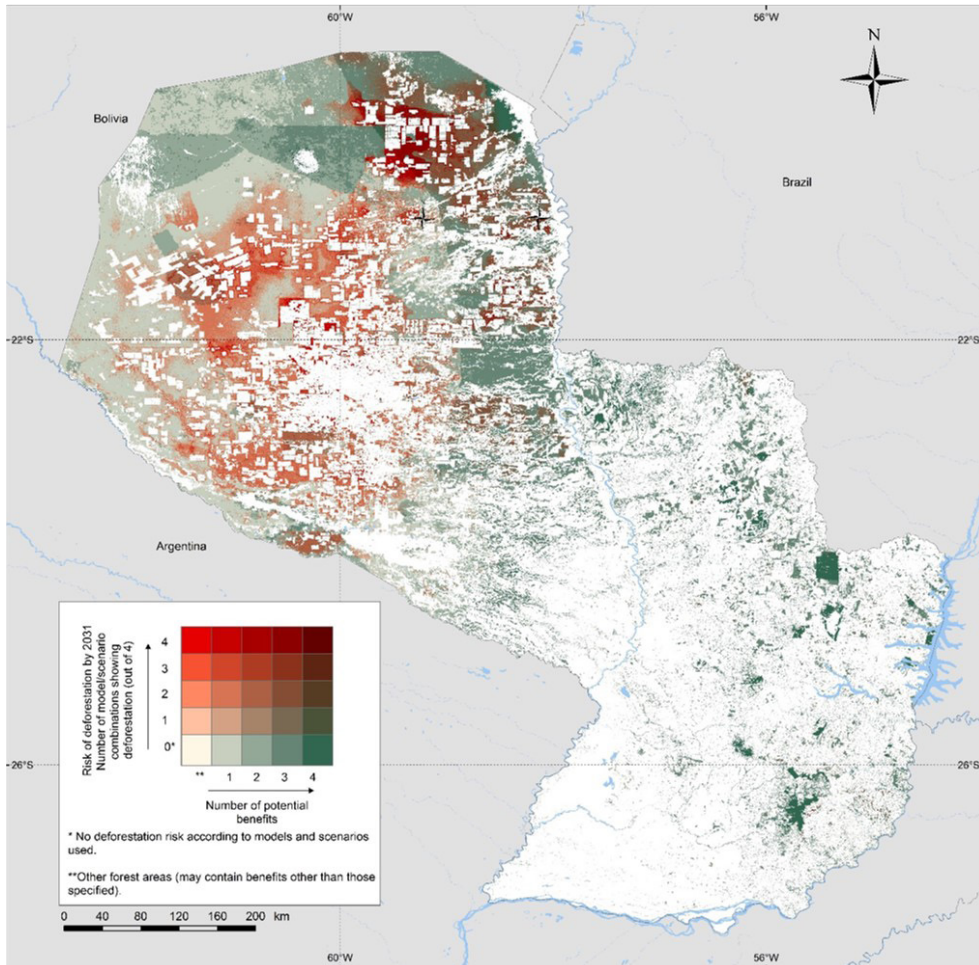 60°W
56°W
N
Bolivia
Brazil
22°S
22°S
Argentina
Risk of deforestation by 2031
Number of model/scenario
combinations showing
deforestation (out of 4)
4
3
2
1
0*
**
1
2
3
4
Number of potential
benefits
* No deforestation risk according to models and scenarios
used.
**Other forest areas (may contain benefits other than those
specified).
0
40
80
120
160
200
km
26°S
26°S
60°W
56°W